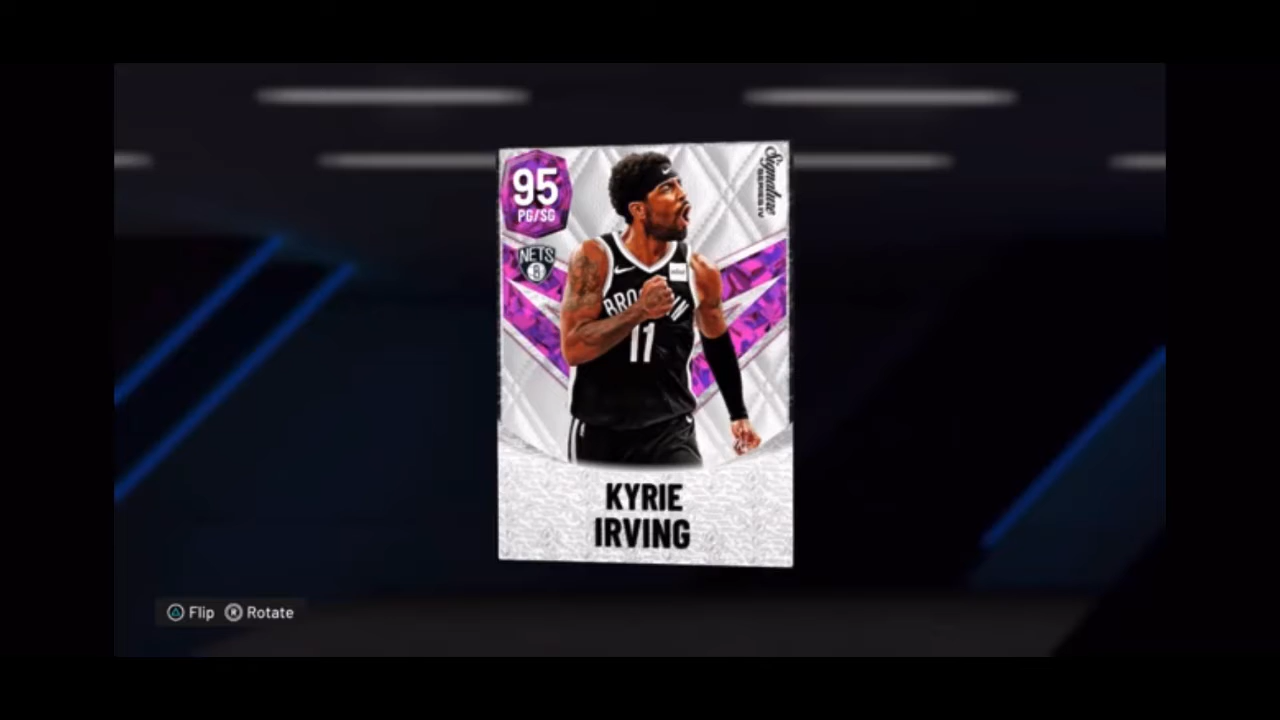 95
PG/SG
Signature
SERIES IV
NETS
B
BROOKLYN
11
KYRIE
IRVING
Flip
Rotate